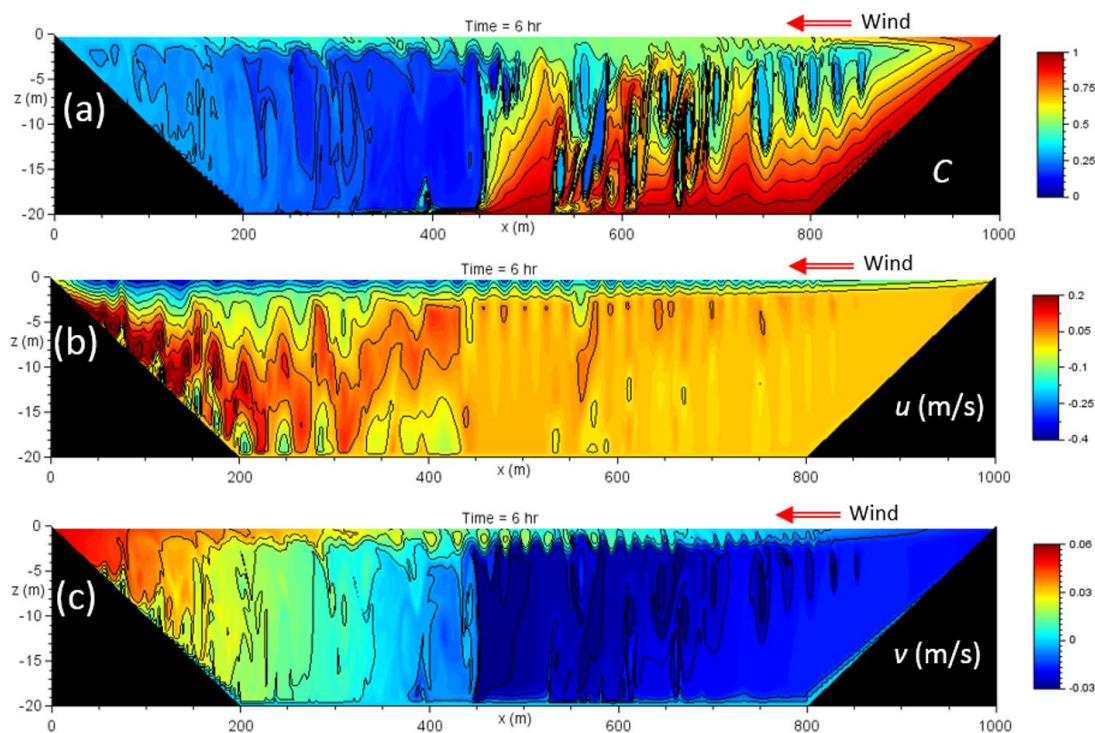 Time = 6 hr
Wind
0
-5
z (m)
-10
-15
-20
(a)
C
1
0.75
0.5
0.25
0
0 200 400 600 800 1000
x (m)
Time = 6 hr
Wind
0
-5
z (m)
-10
-15
-20
(b)
u (m/s)
0.2
0.05
-0.1
-0.25
-0.4
0 200 400 600 800 1000
x (m)
Time = 6 hr
Wind
0
-5
z (m)
-10
-15
-20
(c)
v (m/s)
0.06
0.03
0
-0.03
0 200 400 600 800 1000
x (m)